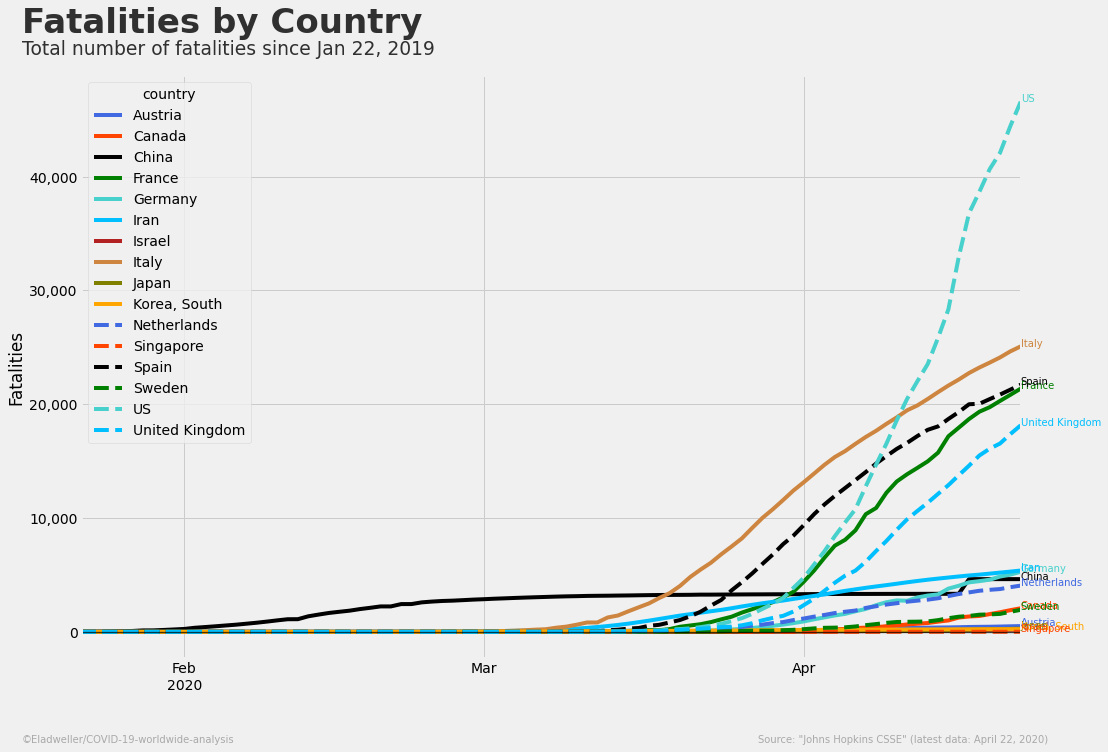 Fatalities by Country
Total number of fatalities since Jan 22, 2019
country
Austria
Canada
China
France
Germany
Iran
Israel
Italy
Japan
Korea, South
Netherlands
Singapore
Spain
Sweden
US
United Kingdom
Fatalities
40,000
30,000
20,000
10,000
0
Feb
2020
Mar
Apr
US
Italy
Spain
France
United Kingdom
Iran
Germany
China
Netherlands
Sweden
Austria
South
Singapore
©Eladweller/COVID-19-worldwide-analysis
Source: "Johns Hopkins CSSE" (latest data: April 22, 2020)